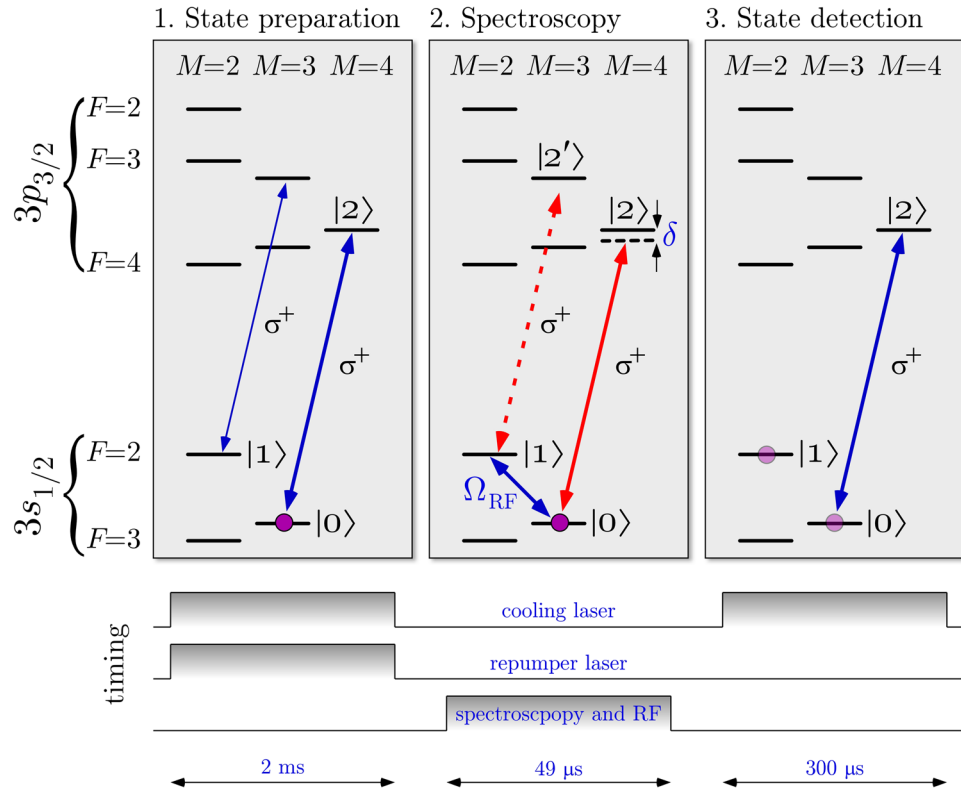 1. State preparation
2. Spectroscopy
3. State detection
M=2 M=3 M=4
M=2 M=3 M=4
M=2 M=3 M=4
3p3/2
F=2
F=3
F=4
|2⟩
σ+
σ+
|2′⟩
|2⟩
δ
σ+
σ+
|2⟩
σ+
3s1/2
F=2
F=3
|1⟩
|0⟩
ΩRF
|1⟩
|0⟩
|1⟩
|0⟩
timing
cooling laser
repumper laser
spectroscpopy and RF
2 ms
49 µs
300 µs